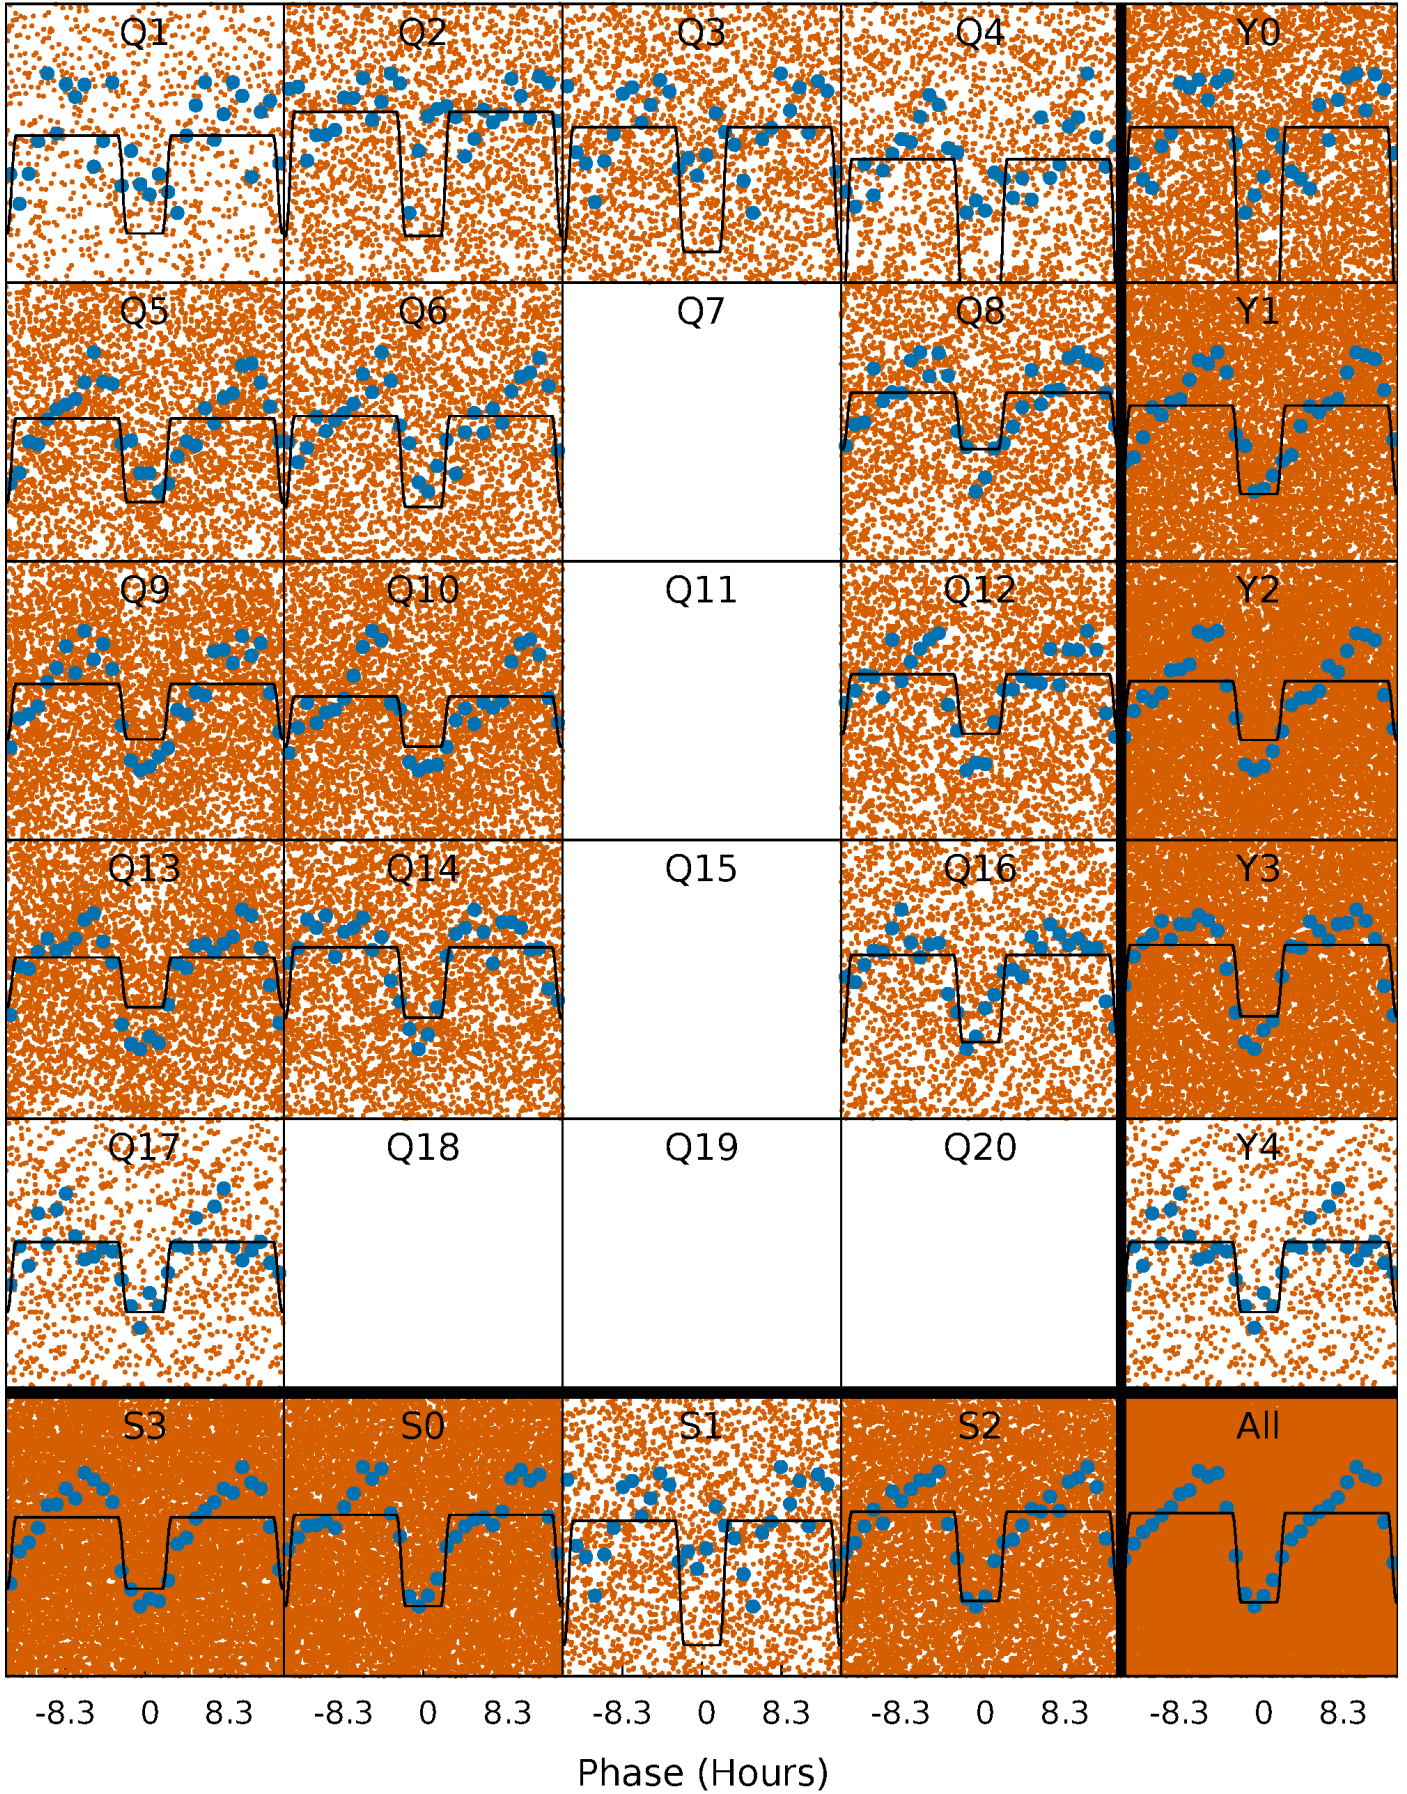 Q1 Q2 Q3 Q4 Y0
Q5 Q6 Q7 Q8 Y1
Q9 Q10 Q11 Q12 Y2
Q13 Q14 Q15 Q16 Y3
Q17 Q18 Q19 Q20 Y4
S3 S0 S1 S2 All
-8.3 0 8.3 -8.3 0 8.3 -8.3 0 8.3 -8.3 0 8.3 -8.3 0 8.3
Phase (Hours)